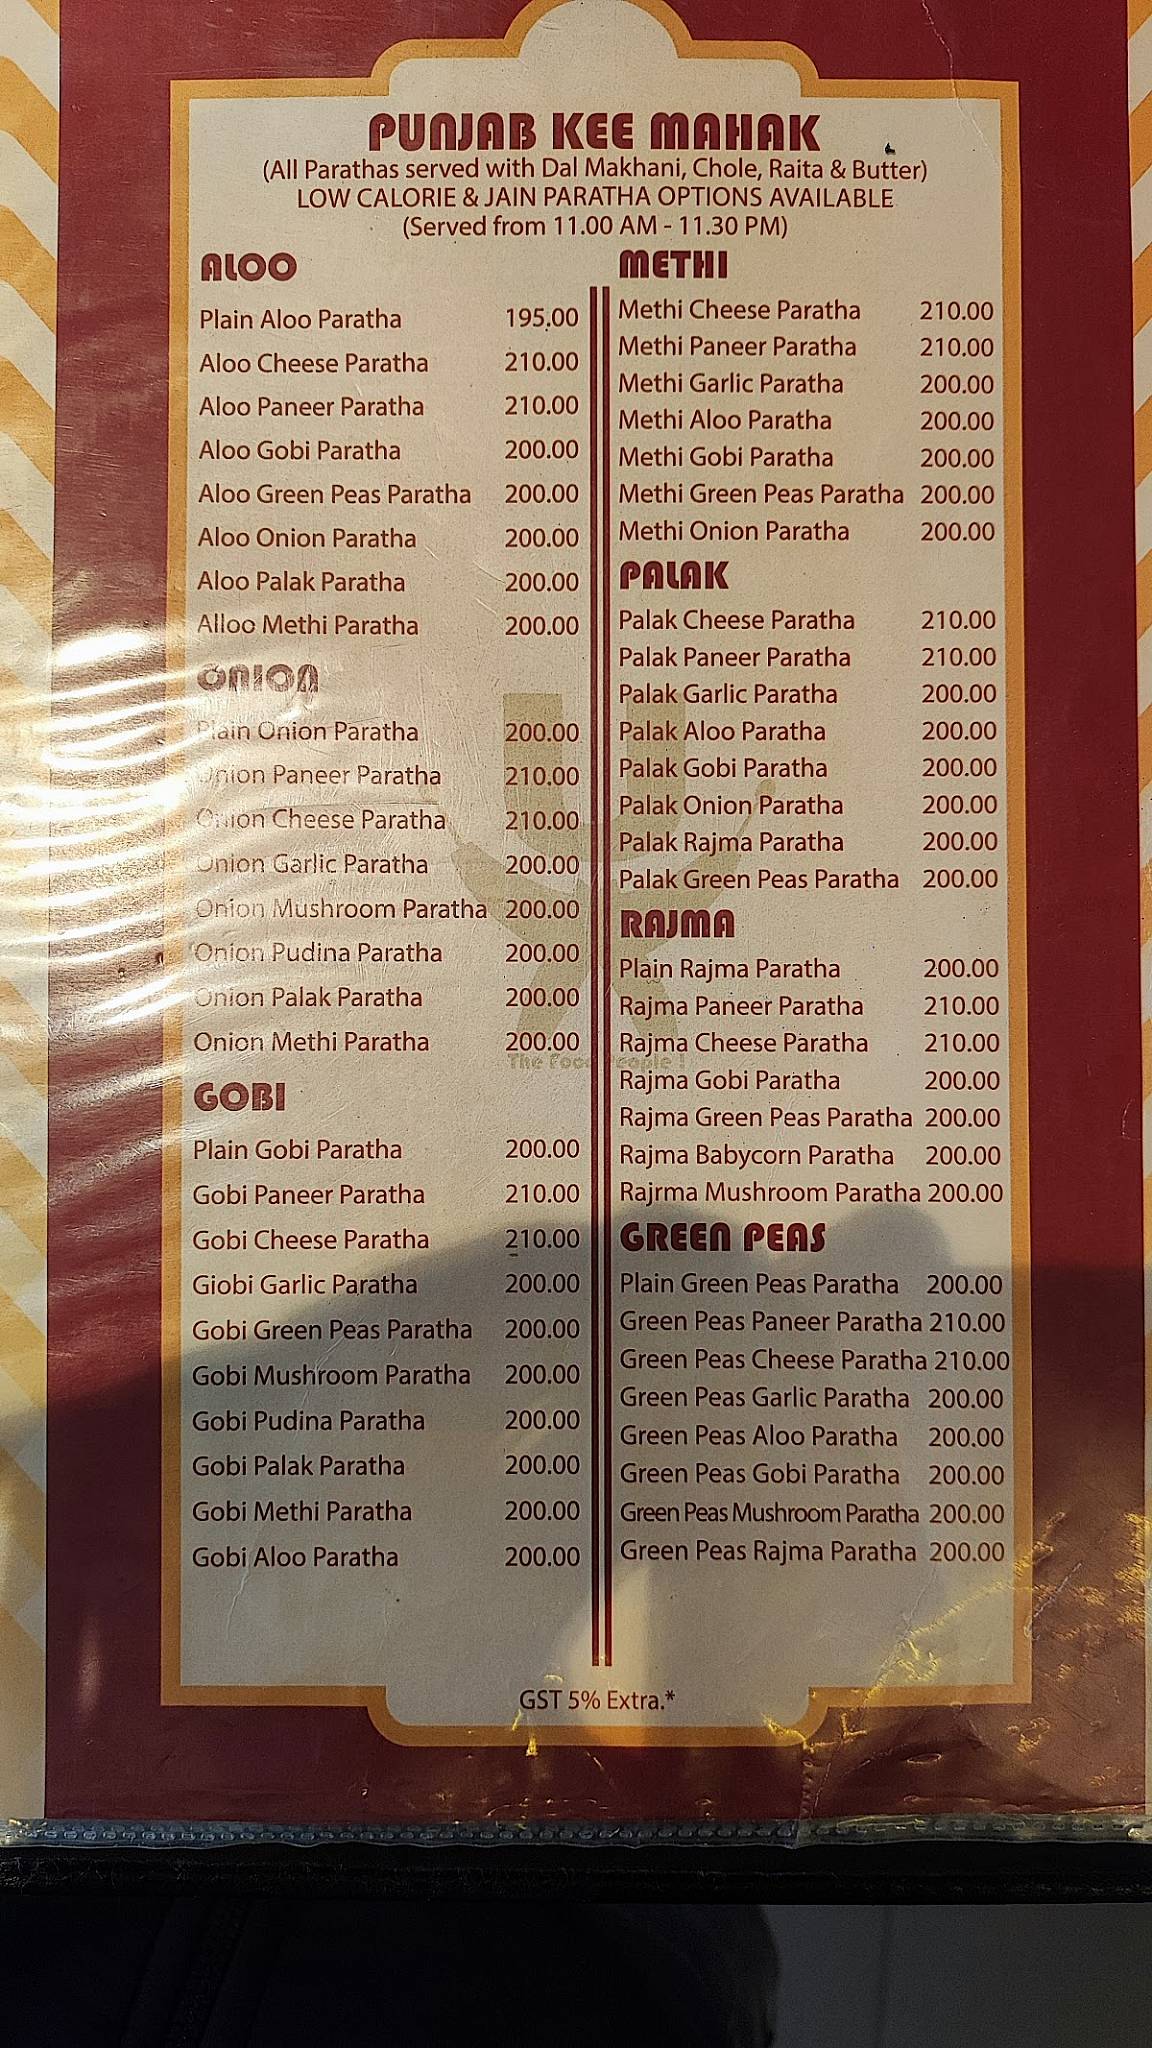 PUNJAB KEE MAHAK
(All Parathas served with Dal Makhani, Chole, Raita & Butter)
LOW CALORIE & JAIN PARATHA OPTIONS AVAILABLE
(Served from 11.00 AM - 11.30 PM)
ALOO
Plain Aloo Paratha 195.00
Aloo Cheese Paratha 210.00
Aloo Paneer Paratha 210.00
Aloo Gobi Paratha 200.00
Aloo Green Peas Paratha 200.00
Aloo Onion Paratha 200.00
Aloo Palak Paratha 200.00
Alloo Methi Paratha 200.00
ONION
Plain Onion Paratha 200.00
Onion Paneer Paratha 210.00
Onion Cheese Paratha 210.00
Onion Garlic Paratha 200.00
Onion Mushroom Paratha 200.00
Onion Pudina Paratha 200.00
Onion Palak Paratha 200.00
Onion Methi Paratha 200.00
GOBI
Plain Gobi Paratha 200.00
Gobi Paneer Paratha 210.00
Gobi Cheese Paratha 210.00
Giobi Garlic Paratha 200.00
Gobi Green Peas Paratha 200.00
Gobi Mushroom Paratha 200.00
Gobi Pudina Paratha 200.00
Gobi Palak Paratha 200.00
Gobi Methi Paratha 200.00
Gobi Aloo Paratha 200.00
METHI
Methi Cheese Paratha 210.00
Methi Paneer Paratha 210.00
Methi Garlic Paratha 200.00
Methi Aloo Paratha 200.00
Methi Gobi Paratha 200.00
Methi Green Peas Paratha 200.00
Methi Onion Paratha 200.00
PALAK
Palak Cheese Paratha 210.00
Palak Paneer Paratha 210.00
Palak Garlic Paratha 200.00
Palak Aloo Paratha 200.00
Palak Gobi Paratha 200.00
Palak Onion Paratha 200.00
Palak Rajma Paratha 200.00
Palak Green Peas Paratha 200.00
RAJMA
Plain Rajma Paratha 200.00
Rajma Paneer Paratha 210.00
Rajma Cheese Paratha 210.00
Rajma Gobi Paratha 200.00
Rajma Green Peas Paratha 200.00
Rajma Babycorn Paratha 200.00
Rajrma Mushroom Paratha 200.00
GREEN PEAS
Plain Green Peas Paratha 200.00
Green Peas Paneer Paratha 210.00
Green Peas Cheese Paratha 210.00
Green Peas Garlic Paratha 200.00
Green Peas Aloo Paratha 200.00
Green Peas Gobi Paratha 200.00
Green Peas Mushroom Paratha 200.00
Green Peas Rajma Paratha 200.00
The Food People !
GST 5% Extra.*